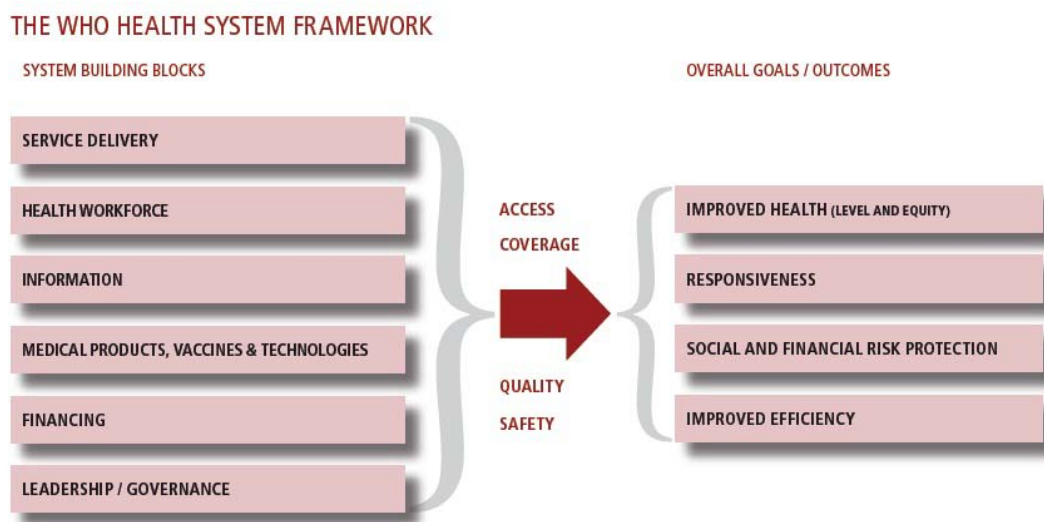 THE WHO HEALTH SYSTEM FRAMEWORK
SYSTEM BUILDING BLOCKS
SERVICE DELIVERY
HEALTH WORKFORCE
INFORMATION
MEDICAL PRODUCTS, VACCINES & TECHNOLOGIES
FINANCING
LEADERSHIP / GOVERNANCE
ACCESS
COVERAGE
QUALITY
SAFETY
OVERALL GOALS / OUTCOMES
IMPROVED HEALTH (LEVEL AND EQUITY)
RESPONSIVENESS
SOCIAL AND FINANCIAL RISK PROTECTION
IMPROVED EFFICIENCY